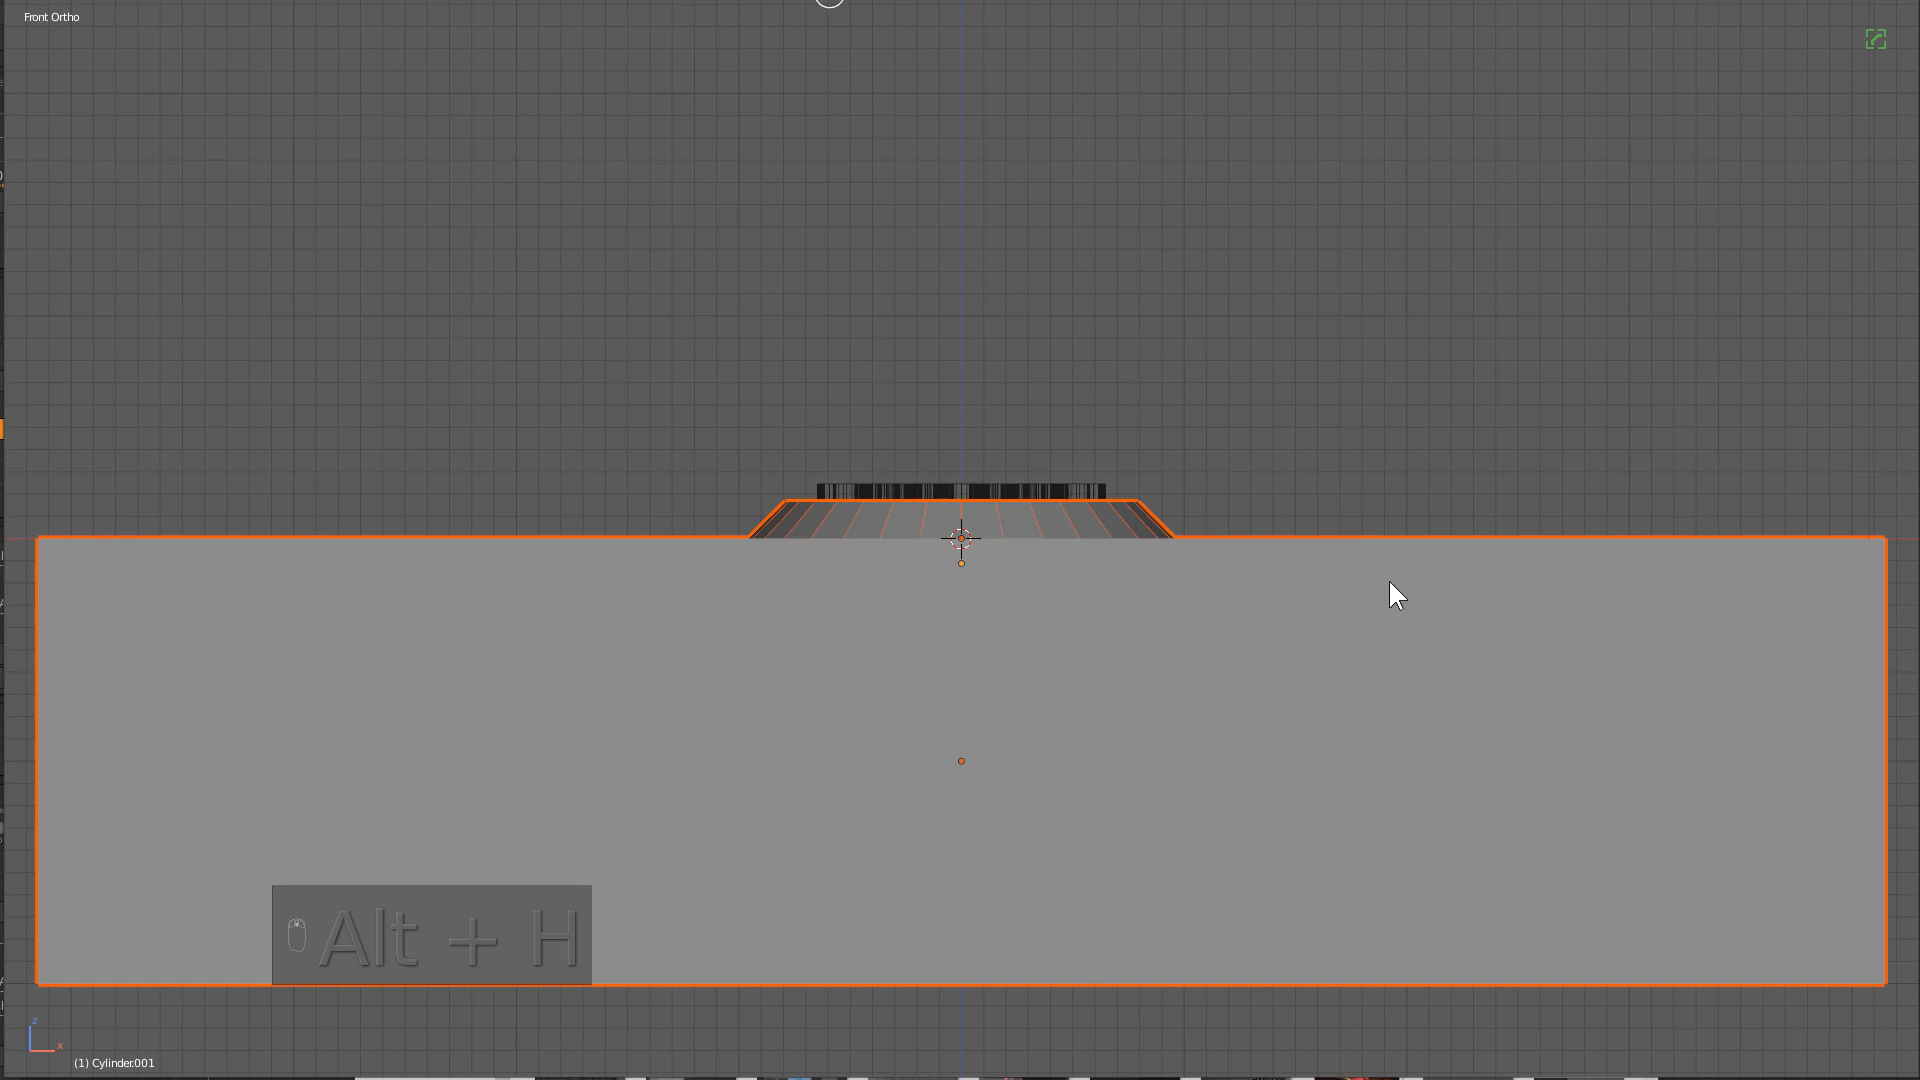 Front Ortho
Alt + H
z
x
(1) Cylinder.001